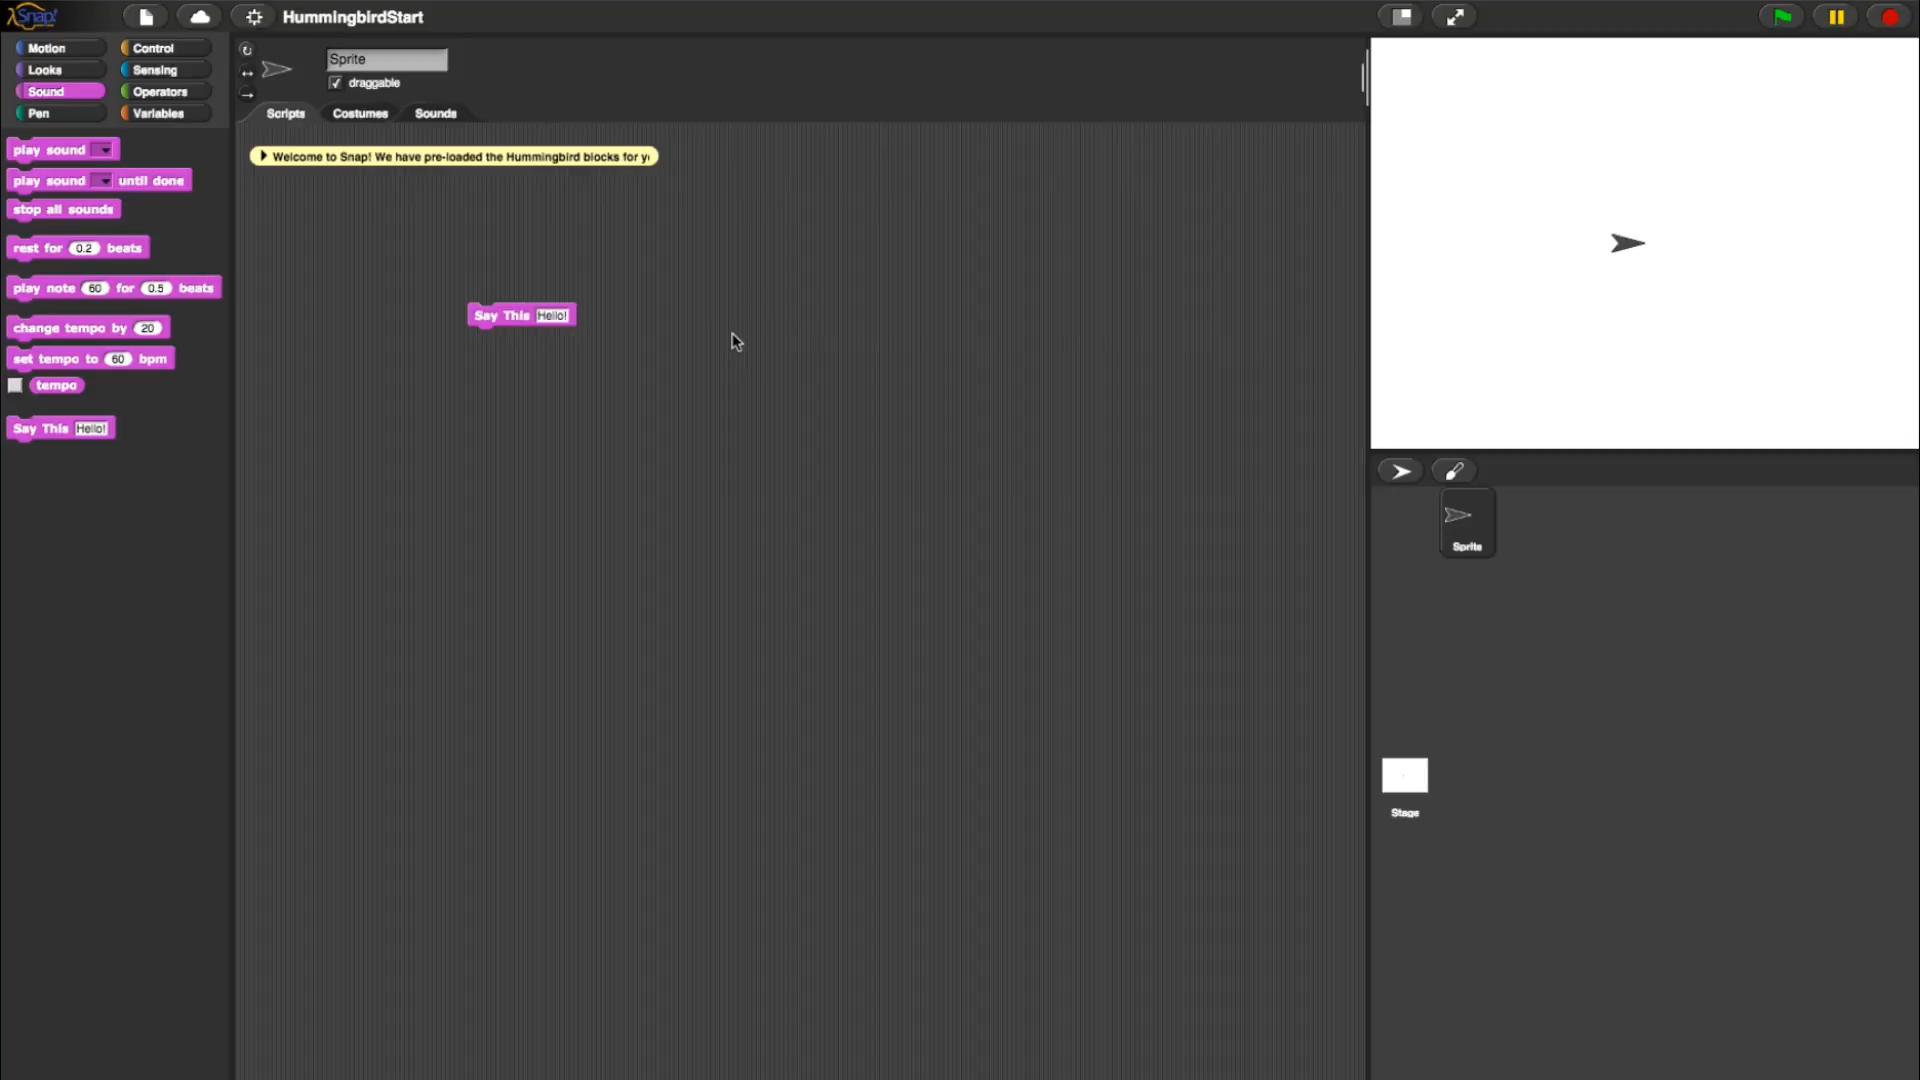 Snap!
HummingbirdStart
Motion
Control
Looks
Sensing
Sound
Operators
Pen
Variables
Sprite
draggable
Scripts
Costumes
Sounds
play sound
play sound until done
stop all sounds
rest for 0.2 beats
play note 60 for 0.5 beats
change tempo by 20
set tempo to 60 bpm
tempo
Say This Hello!
Welcome to Snap! We have pre-loaded the Hummingbird blocks for
Say This Hello!
Sprite
Stage